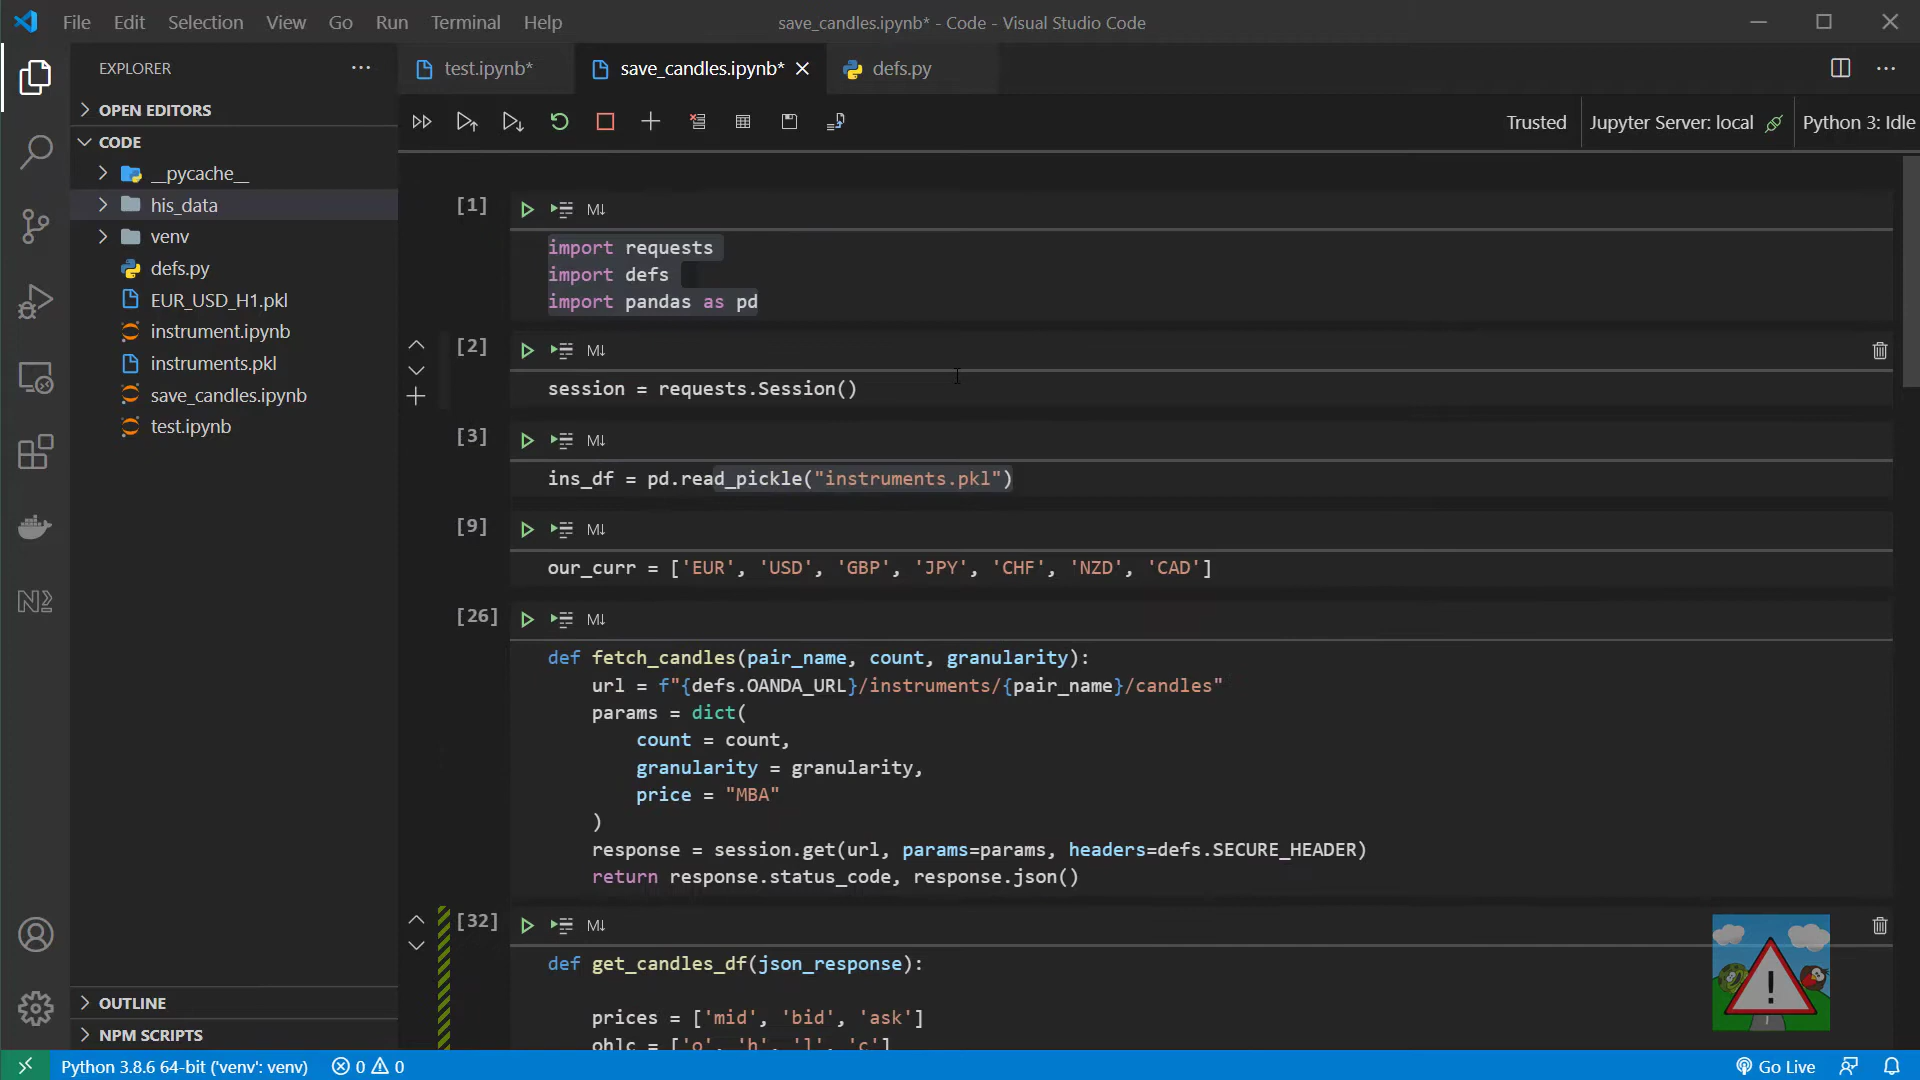 File Edit Selection View Go Run Terminal Help
save_candles.ipynb* - Code - Visual Studio Code
EXPLORER
OPEN EDITORS
CODE
__pycache__
his_data
venv
defs.py
EUR_USD_H1.pkl
instrument.ipynb
instruments.pkl
save_candles.ipynb
test.ipynb
OUTLINE
NPM SCRIPTS
test.ipynb* save_candles.ipynb* defs.py
Trusted Jupyter Server: local Python 3: Idle
[1] M↓
import requests
import defs
import pandas as pd
[2] M↓
session = requests.Session()
[3] M↓
ins_df = pd.read_pickle("instruments.pkl")
[9] M↓
our_curr = ['EUR', 'USD', 'GBP', 'JPY', 'CHF', 'NZD', 'CAD']
[26] M↓
def fetch_candles(pair_name, count, granularity):
url = f"{defs.OANDA_URL}/instruments/{pair_name}/candles"
params = dict(
count = count,
granularity = granularity,
price = "MBA"
)
response = session.get(url, params=params, headers=defs.SECURE_HEADER)
return response.status_code, response.json()
[32] M↓
def get_candles_df(json_response):
prices = ['mid', 'bid', 'ask']
ohlc = ['o', 'h', 'l', 'c']
Python 3.8.6 64-bit ('venv': venv) 0 0 Go Live